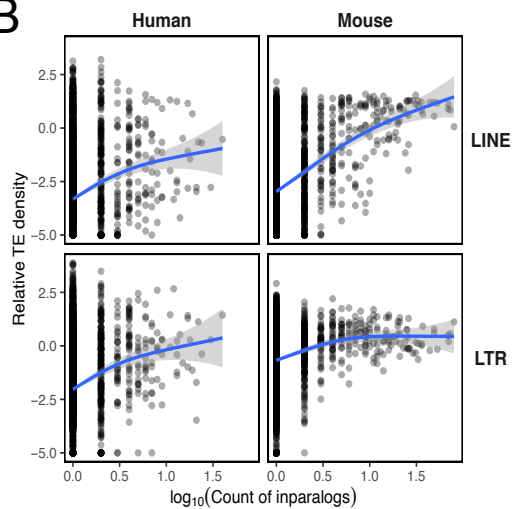 B
Human Mouse
2.5
0.0
−2.5
−5.0
LINE
2.5
0.0
−2.5
−5.0
LTR
Relative TE density
0.0 0.5 1.0 1.5 0.0 0.5 1.0 1.5
log10(Count of inparalogs)